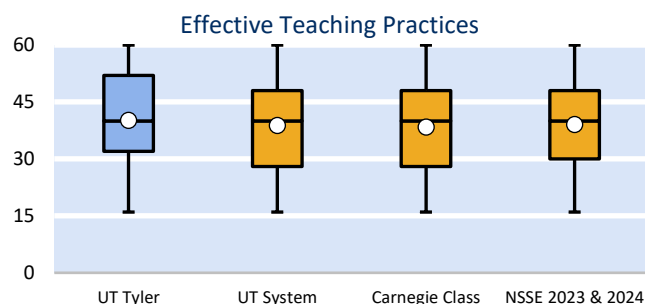 Effective Teaching Practices
60
45
30
15
0
UT Tyler UT System Carnegie Class NSSE 2023 & 2024